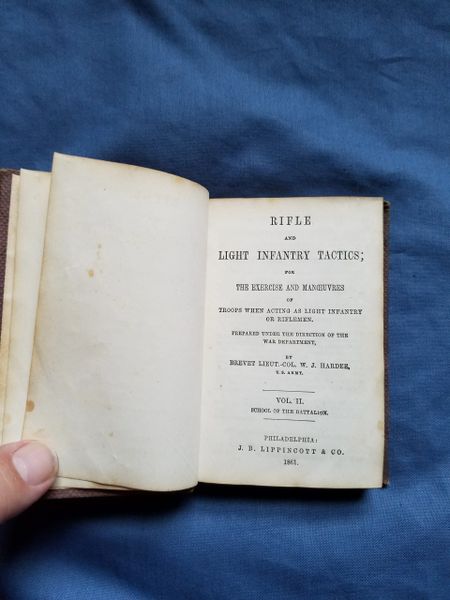 RIFLE
AND
LIGHT INFANTRY TACTICS;
FOR
THE EXERCISE AND MANŒUVRES
OF
TROOPS WHEN ACTING AS LIGHT INFANTRY
OR RIFLEMEN.
PREPARED UNDER THE DIRECTION OF THE
WAR DEPARTMENT,
BY
BREVET LIEUT.-COL. W. J. HARDEE,
U.S. ARMY.
VOL. II.
SCHOOL OF THE BATTALION.
PHILADELPHIA:
J. B. LIPPINCOTT & CO.
1861.